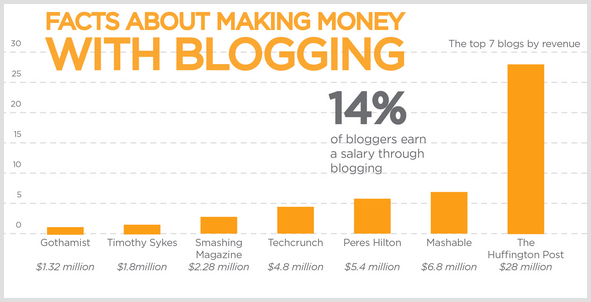 FACTS ABOUT MAKING MONEY
WITH BLOGGING
The top 7 blogs by revenue
30
25
20
15
10
5
0
14%
of bloggers earn
a salary through
blogging
Gothamist
$1.32 million
Timothy Sykes
$1.8million
Smashing
Magazine
$2.28 million
Techcrunch
$4.8 million
Peres Hilton
$5.4 million
Mashable
$6.8 million
The
Huffington Post
$28 million